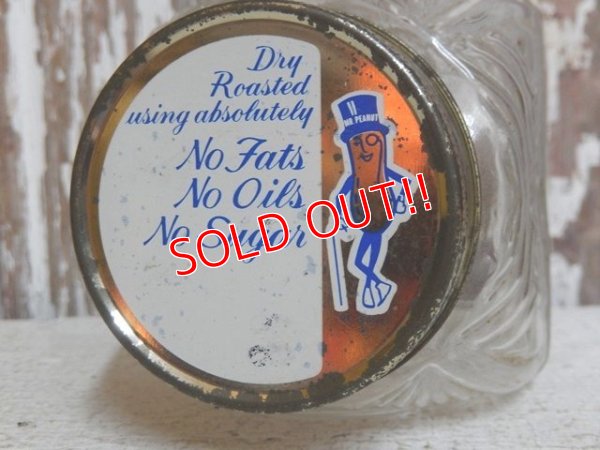 Dry
Roasted
using absolutely
No Fats
No Oils
No Sugar
MR PEANUT
SOLD OUT!!